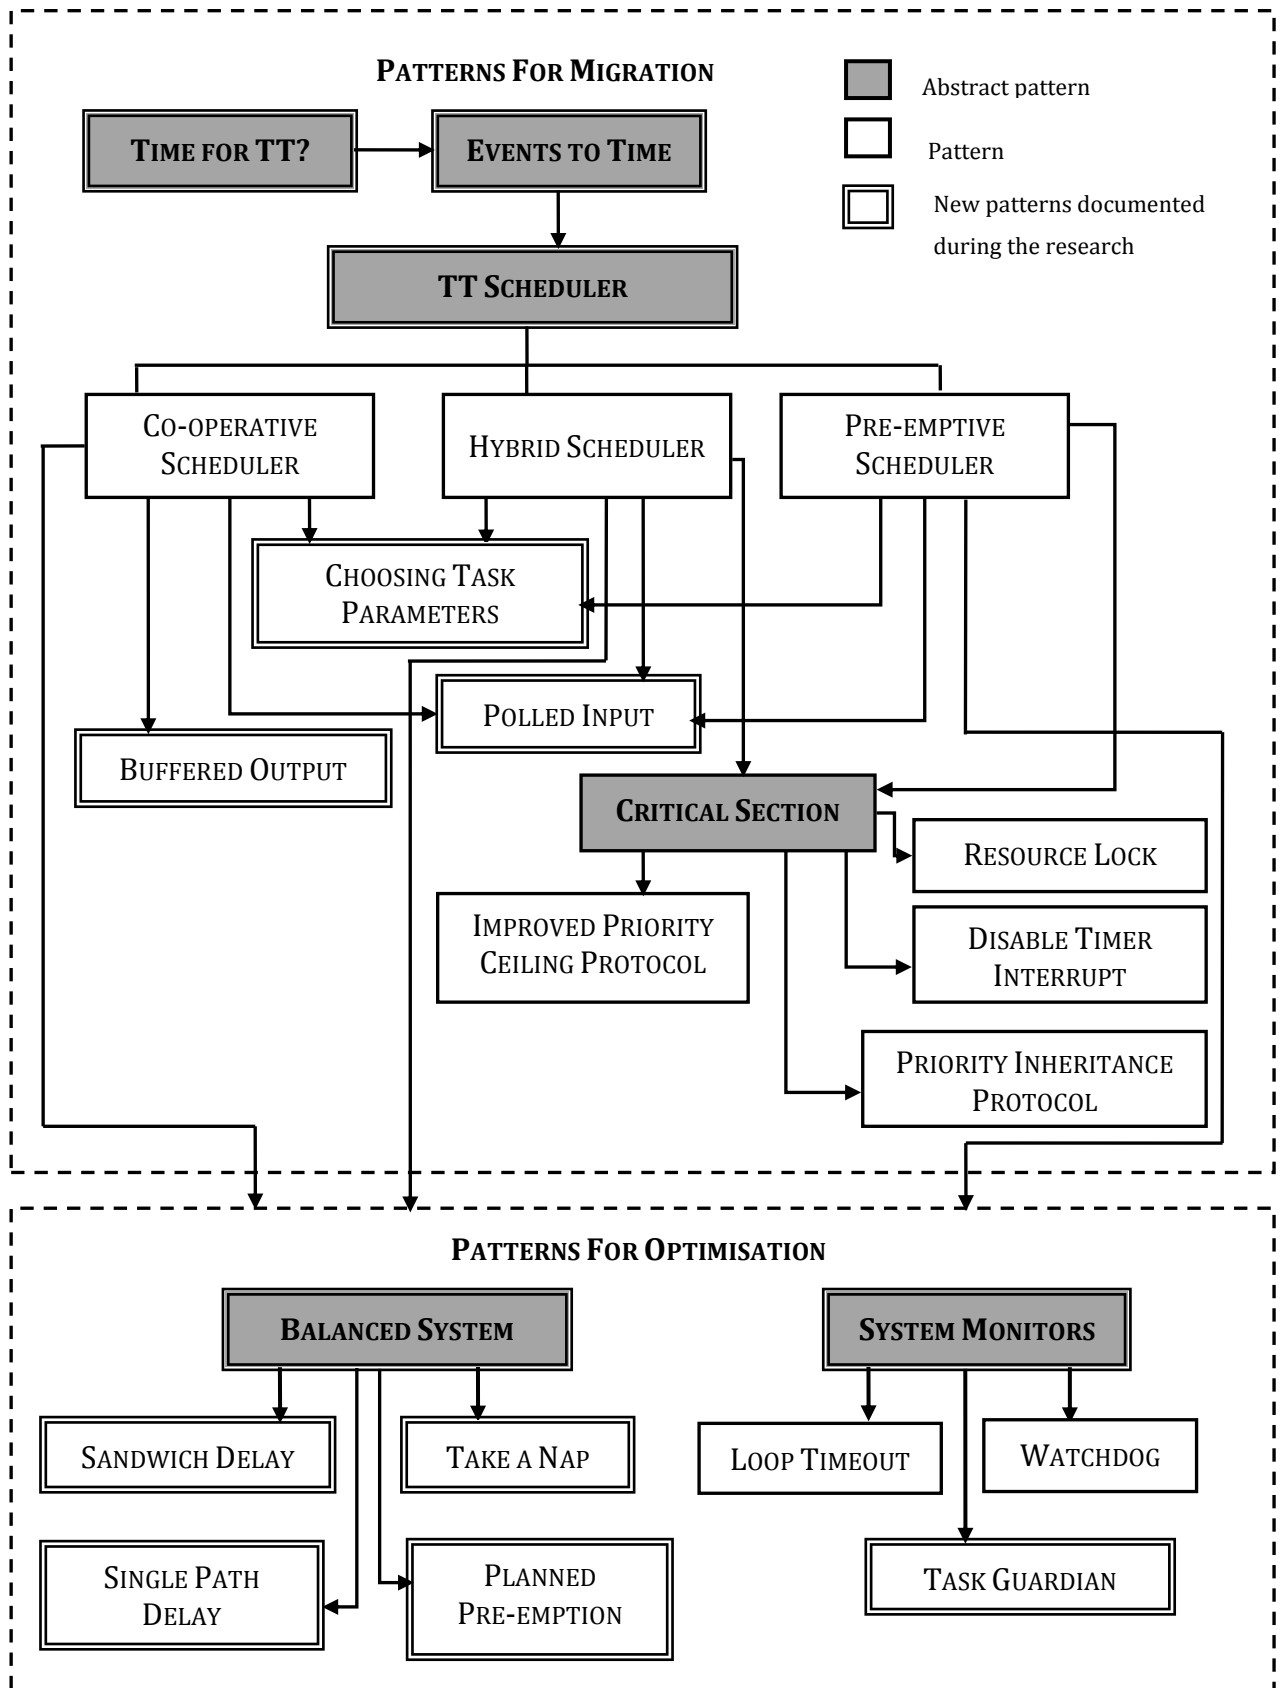 PATTERNS FOR MIGRATION
Abstract pattern
Pattern
New patterns documented
during the research
TIME FOR TT?
EVENTS TO TIME
TT SCHEDULER
CO-OPERATIVE
SCHEDULER
HYBRID SCHEDULER
PRE-EMPTIVE
SCHEDULER
CHOOSING TASK
PARAMETERS
POLLED INPUT
BUFFERED OUTPUT
CRITICAL SECTION
RESOURCE LOCK
IMPROVED PRIORITY
CEILING PROTOCOL
DISABLE TIMER
INTERRUPT
PRIORITY INHERITANCE
PROTOCOL
PATTERNS FOR OPTIMISATION
BALANCED SYSTEM
SYSTEM MONITORS
SANDWICH DELAY
TAKE A NAP
LOOP TIMEOUT
WATCHDOG
SINGLE PATH
DELAY
PLANNED
PRE-EMPTION
TASK GUARDIAN